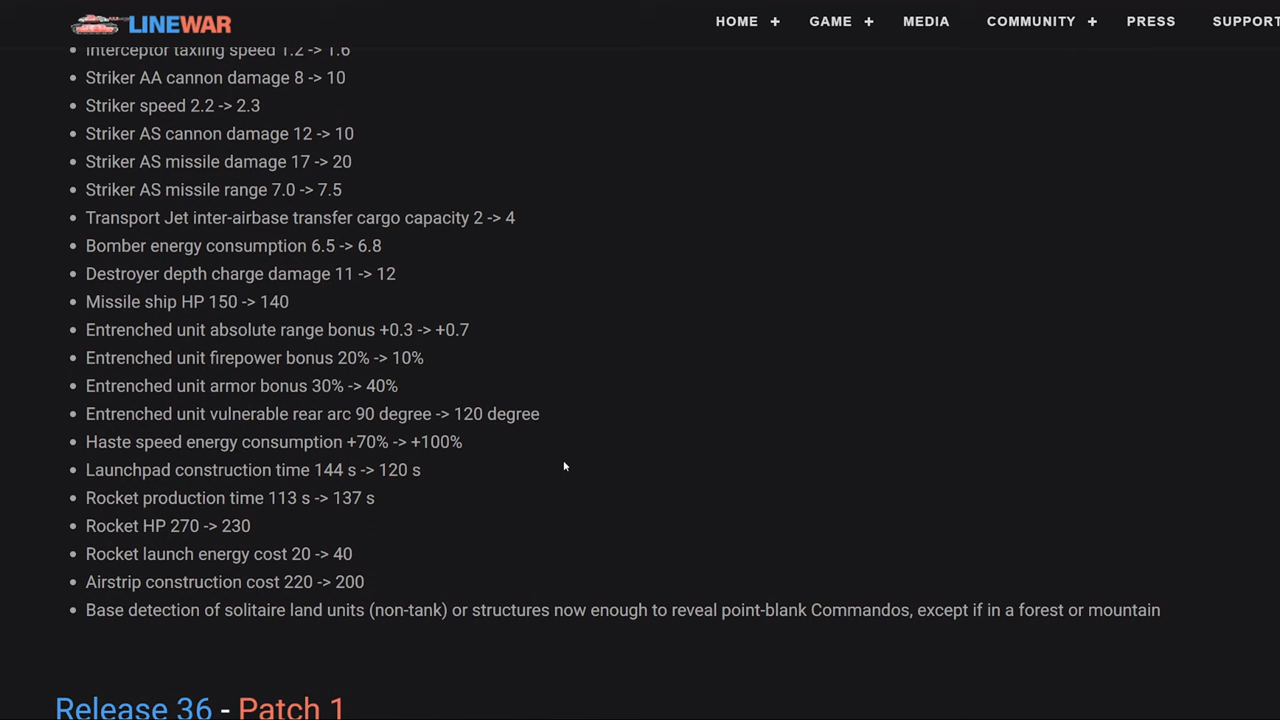 LINEWAR
HOME + GAME + MEDIA COMMUNITY + PRESS SUPPORT
Interceptor taxiing speed 1.2 -> 1.6
Striker AA cannon damage 8 -> 10
Striker speed 2.2 -> 2.3
Striker AS cannon damage 12 -> 10
Striker AS missile damage 17 -> 20
Striker AS missile range 7.0 -> 7.5
Transport Jet inter-airbase transfer cargo capacity 2 -> 4
Bomber energy consumption 6.5 -> 6.8
Destroyer depth charge damage 11 -> 12
Missile ship HP 150 -> 140
Entrenched unit absolute range bonus +0.3 -> +0.7
Entrenched unit firepower bonus 20% -> 10%
Entrenched unit armor bonus 30% -> 40%
Entrenched unit vulnerable rear arc 90 degree -> 120 degree
Haste speed energy consumption +70% -> +100%
Launchpad construction time 144 s -> 120 s
Rocket production time 113 s -> 137 s
Rocket HP 270 -> 230
Rocket launch energy cost 20 -> 40
Airstrip construction cost 220 -> 200
Base detection of solitaire land units (non-tank) or structures now enough to reveal point-blank Commandos, except if in a forest or mountain
Release 36 - Patch 1